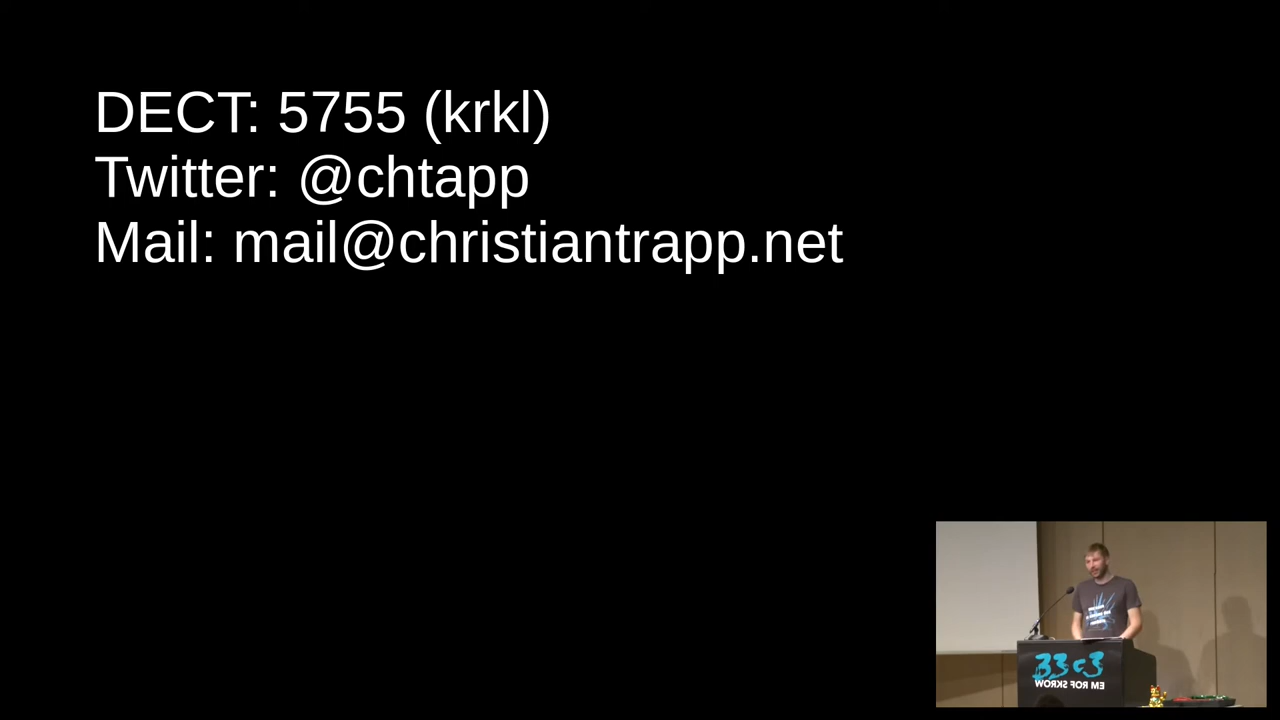 DECT: 5755 (krkl)
Twitter: @chtapp
Mail: mail@christiantrapp.net
33c3
WORKS FOR ME